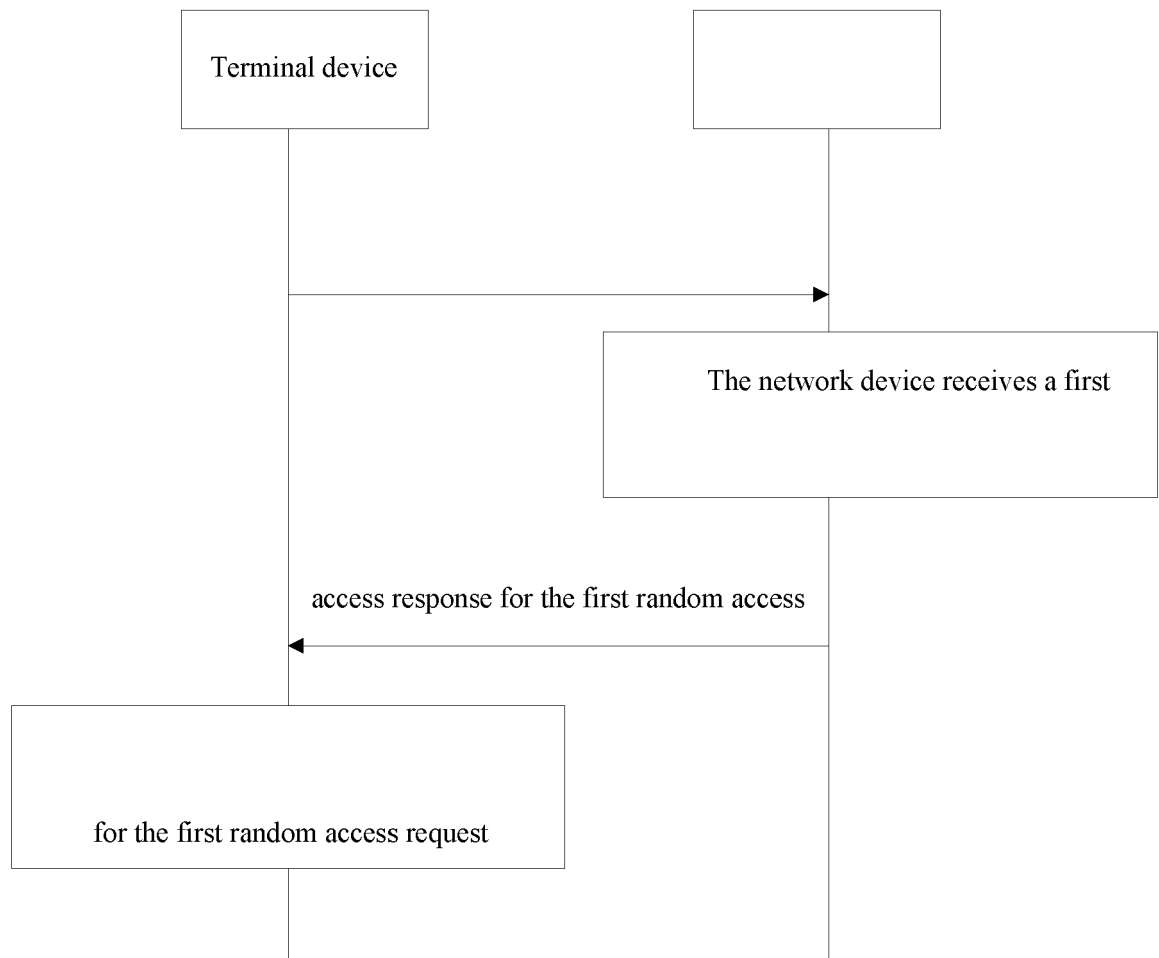 Terminal device
The network device receives a first
access response for the first random access
for the first random access request